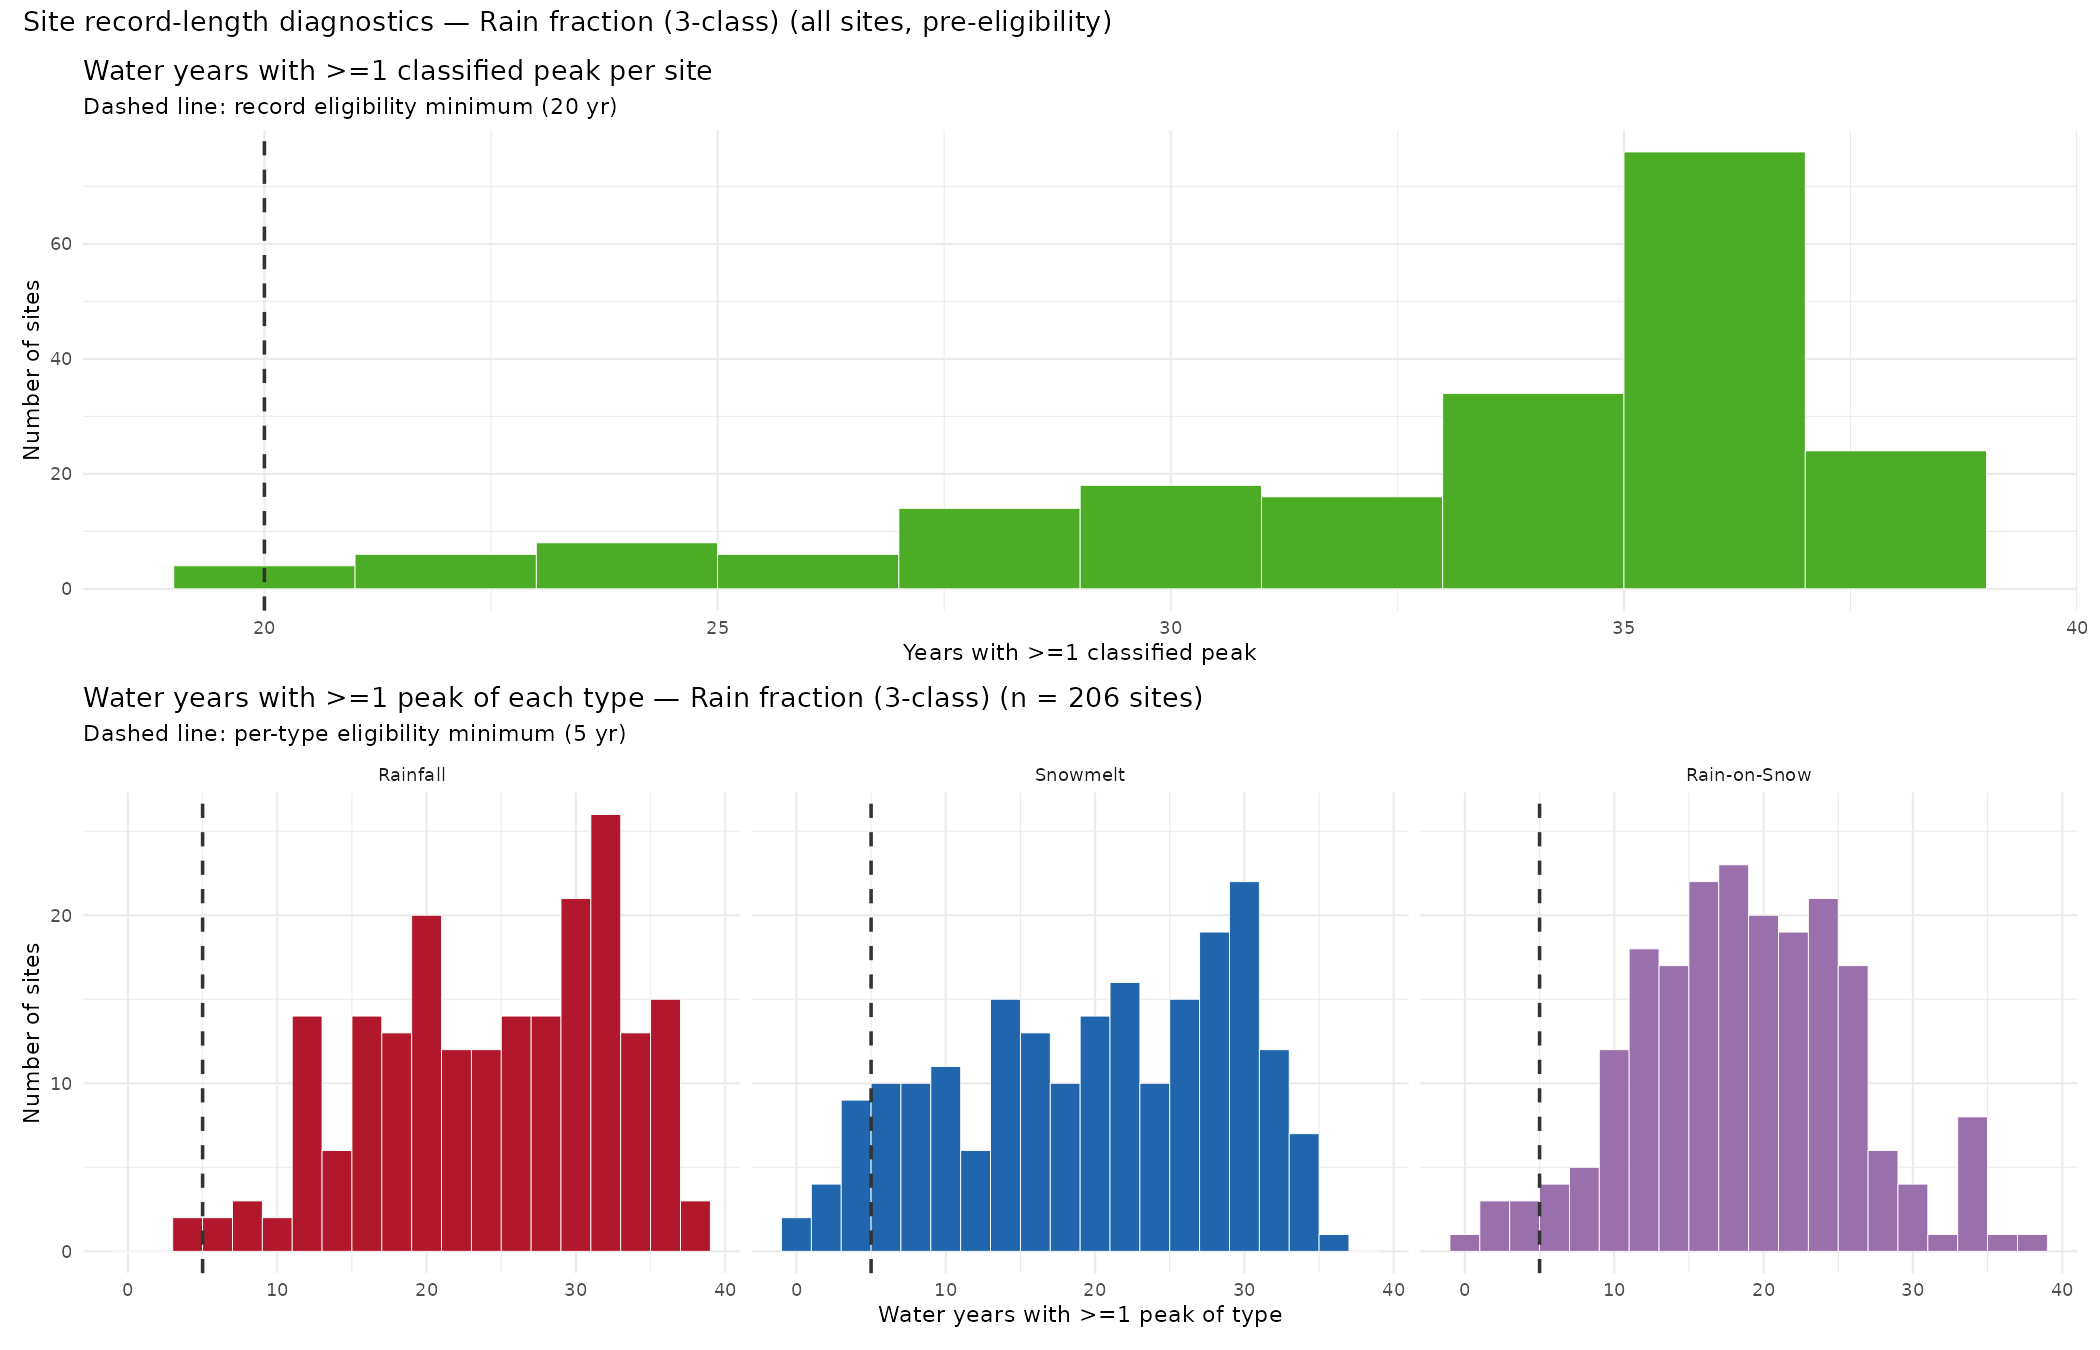 Site record-length diagnostics — Rain fraction (3-class) (all sites, pre-eligibility)
Water years with >=1 classified peak per site
Dashed line: record eligibility minimum (20 yr)
Number of sites
60
40
20
0
20 25 30 35 40
Years with >=1 classified peak
Water years with >=1 peak of each type — Rain fraction (3-class) (n = 206 sites)
Dashed line: per-type eligibility minimum (5 yr)
Rainfall Snowmelt Rain-on-Snow
Number of sites
20
10
0
0 10 20 30 40 0 10 20 30 40 0 10 20 30 40
Water years with >=1 peak of type